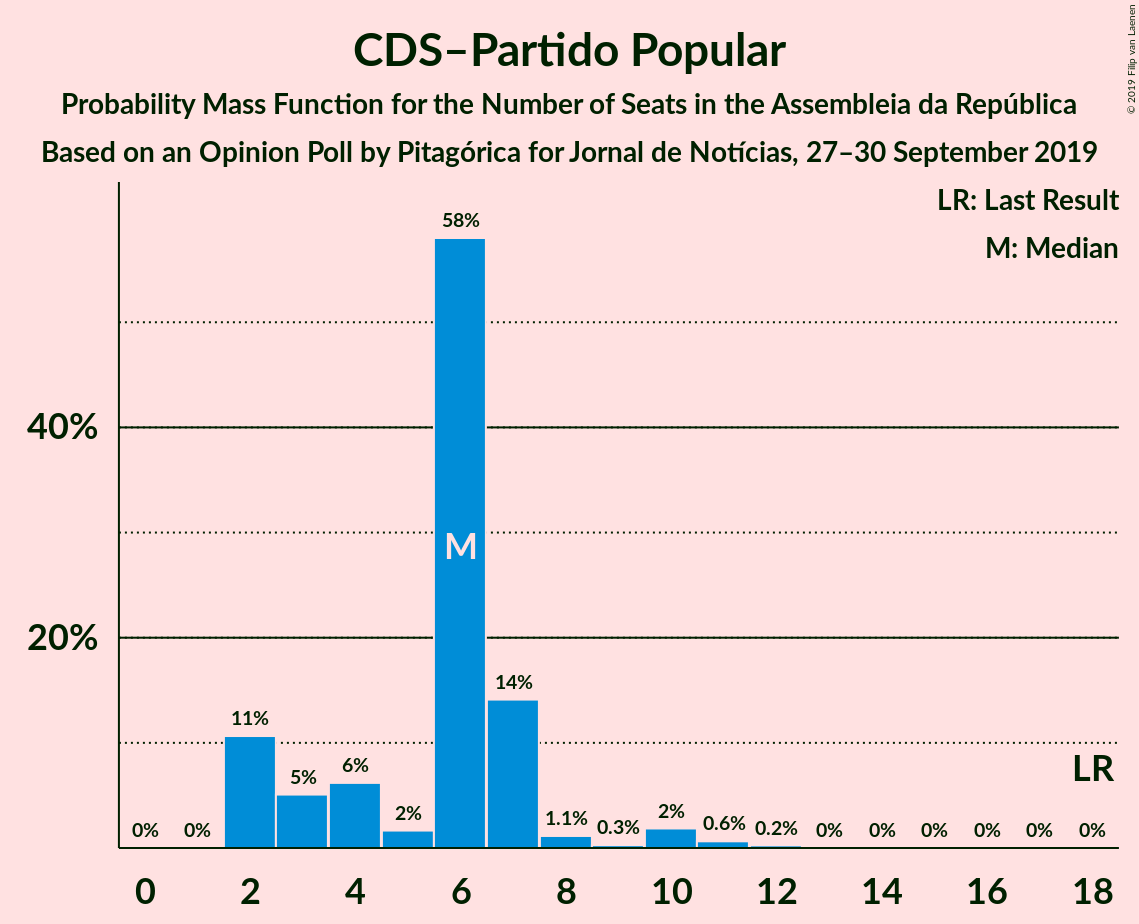 CDS–Partido Popular
Probability Mass Function for the Number of Seats in the Assembleia da República
Based on an Opinion Poll by Pitagórica for Jornal de Notícias, 27–30 September 2019
© 2019 Filip van Laenen
LR: Last Result
M: Median
58%
40%
M
20%
14%
11%
LR
6%
5%
2%
1.1%
0.3%
2%
0.6%
0.2%
0% 0% 0% 0% 0% 0% 0% 0%
0 2 4 6 8 10 12 14 16 18